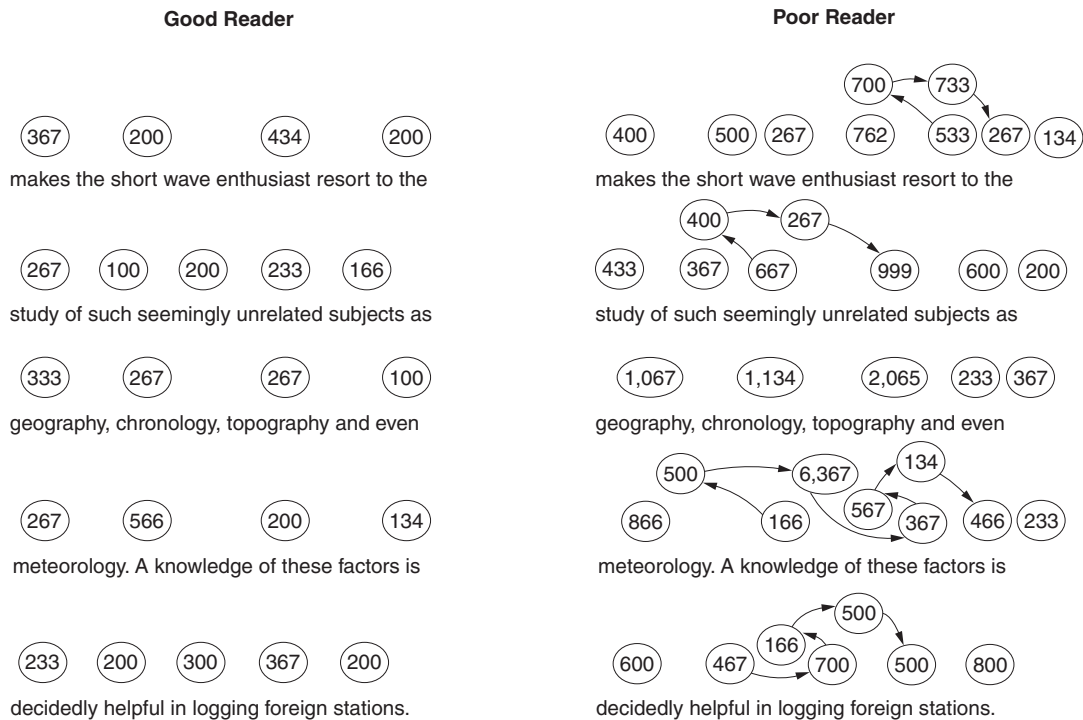 Good Reader
367 200 434 200
makes the short wave enthusiast resort to the
267 100 200 233 166
study of such seemingly unrelated subjects as
333 267 267 100
geography, chronology, topography and even
267 566 200 134
meteorology. A knowledge of these factors is
233 200 300 367 200
decidedly helpful in logging foreign stations.
Poor Reader
700 733
400 500 267 762 533 267 134
makes the short wave enthusiast resort to the
400 267
433 367 667 999 600 200
study of such seemingly unrelated subjects as
1,067 1,134 2,065 233 367
geography, chronology, topography and even
500 6,367 134
866 166 567 367 466 233
meteorology. A knowledge of these factors is
166 500
600 467 700 500 800
decidedly helpful in logging foreign stations.